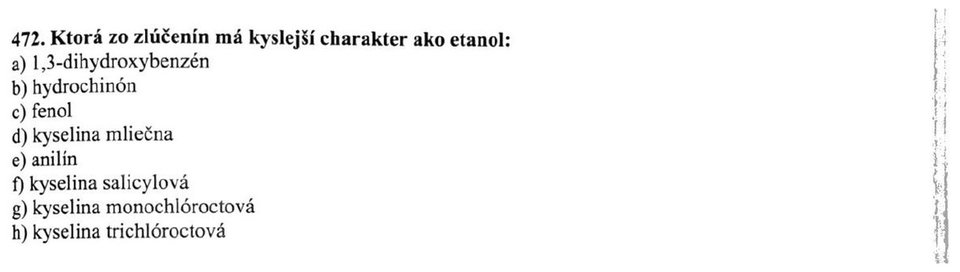 472. Ktorá zo zlúčenín má kyslejší charakter ako etanol:
a) 1,3-dihydroxybenzén
b) hydrochinón
c) fenol
d) kyselina mliečna
e) anilín
f) kyselina salicylová
g) kyselina monochlóroctová
h) kyselina trichlóroctová